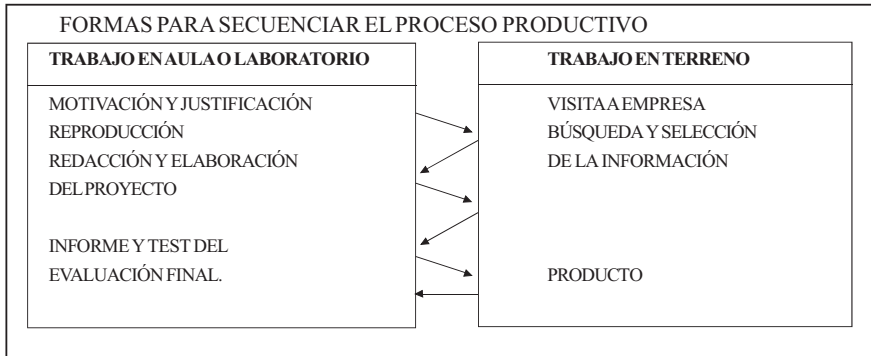 FORMAS PARA SECUENCIAR EL PROCESO PRODUCTIVO
TRABAJO EN AULA O LABORATORIO
MOTIVACIÓN Y JUSTIFICACIÓN
REPRODUCCIÓN
REDACCIÓN Y ELABORACIÓN
DEL PROYECTO
INFORME Y TEST DEL
EVALUACIÓN FINAL.
TRABAJO EN TERRENO
VISITA A EMPRESA
BÚSQUEDA Y SELECCIÓN
DE LA INFORMACIÓN
PRODUCTO